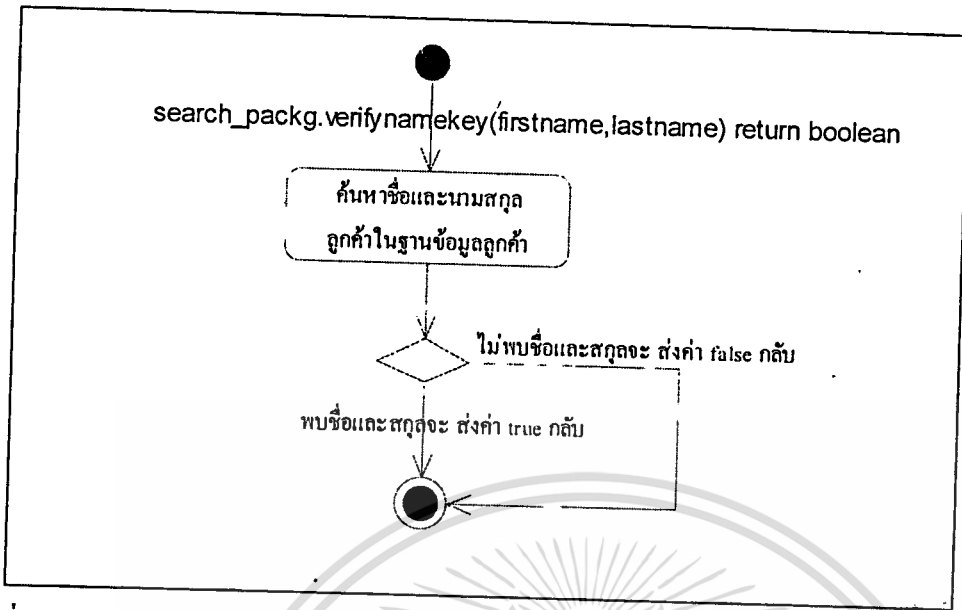 search_packg.verifynamekey(firstname,lastname) return boolean
ค้นหาชื่อและนามสกุล
ลูกค้าในฐานข้อมูลลูกค้า
ไม่พบชื่อและสกุลจะ ส่งค่า false กลับ
พบชื่อและสกุลจะ ส่งค่า true กลับ